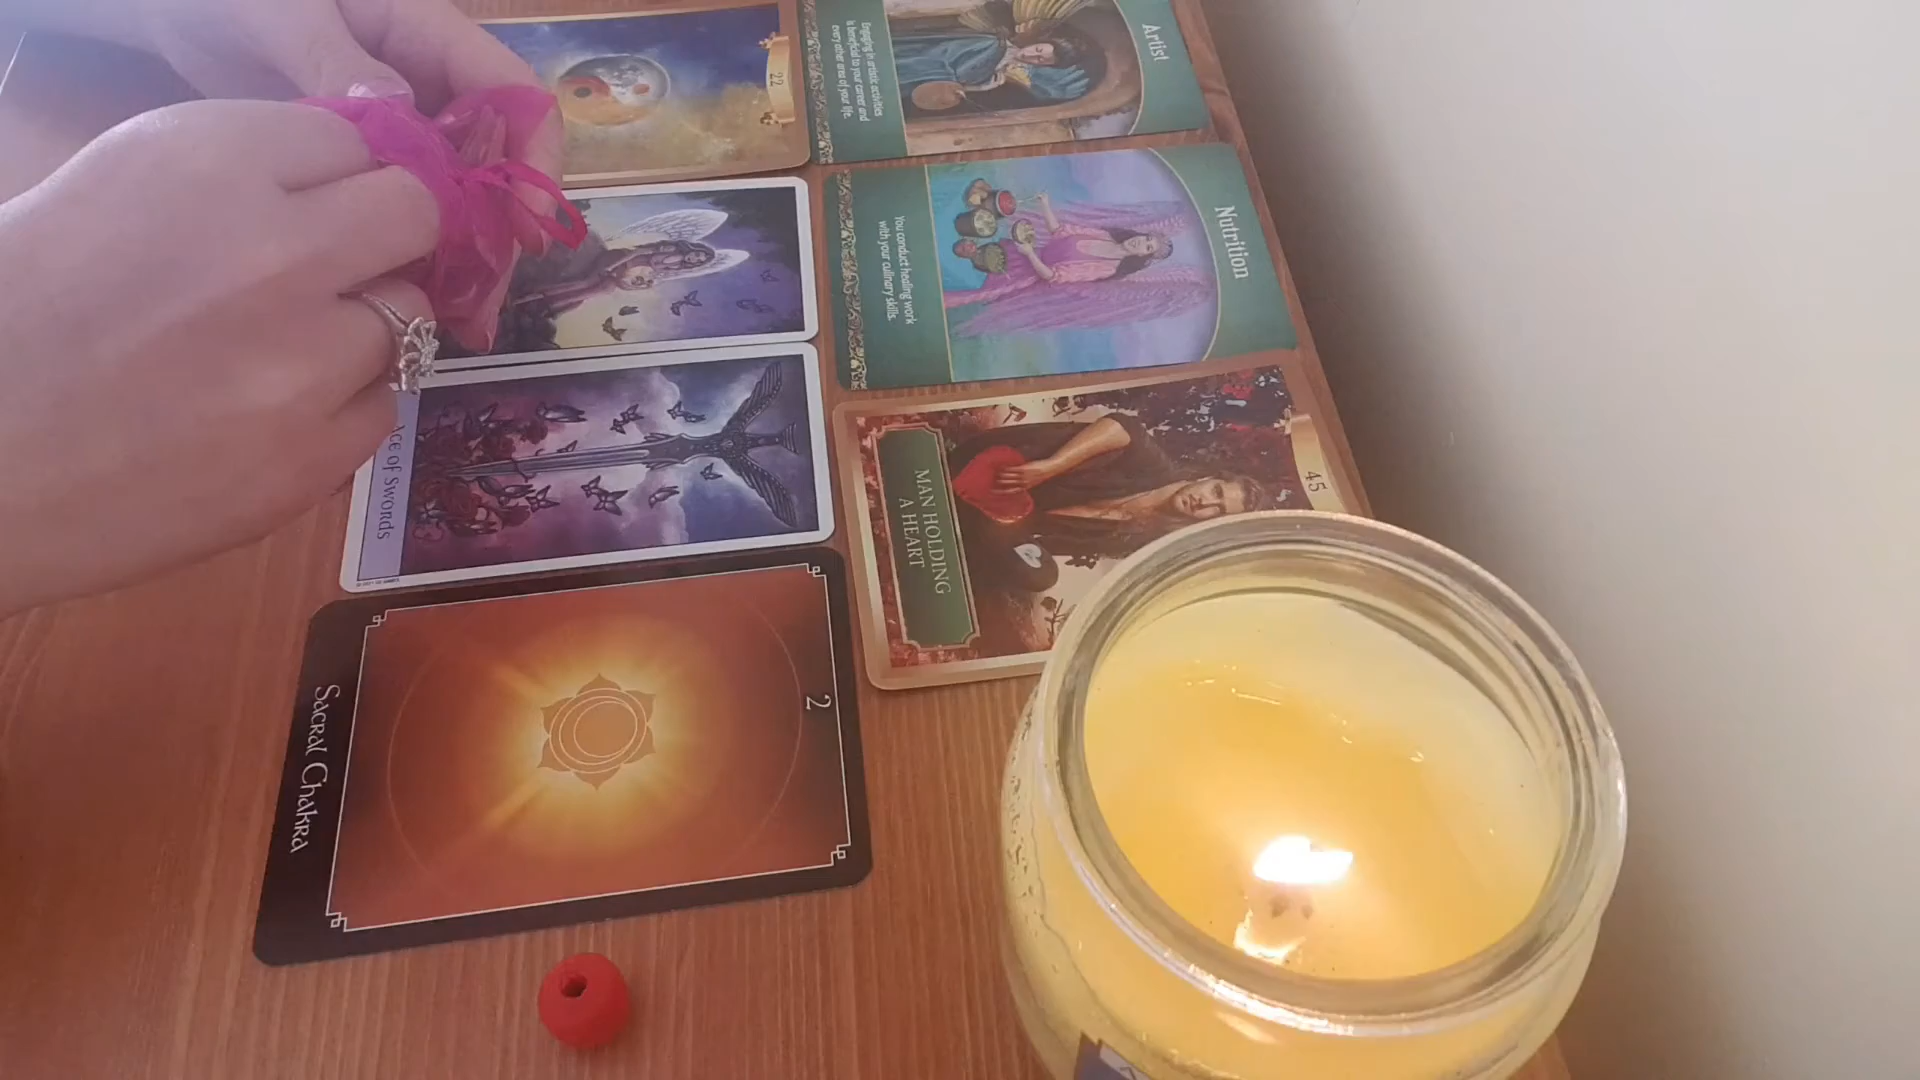 22
Artist
Engaging in artistic activities
is beneficial to your career and
every other area of your life.
Nutrition
You conduct healing work
with your culinary skills.
Ace of Swords
45
MAN HOLDING
A HEART
2
Sacral Chakra